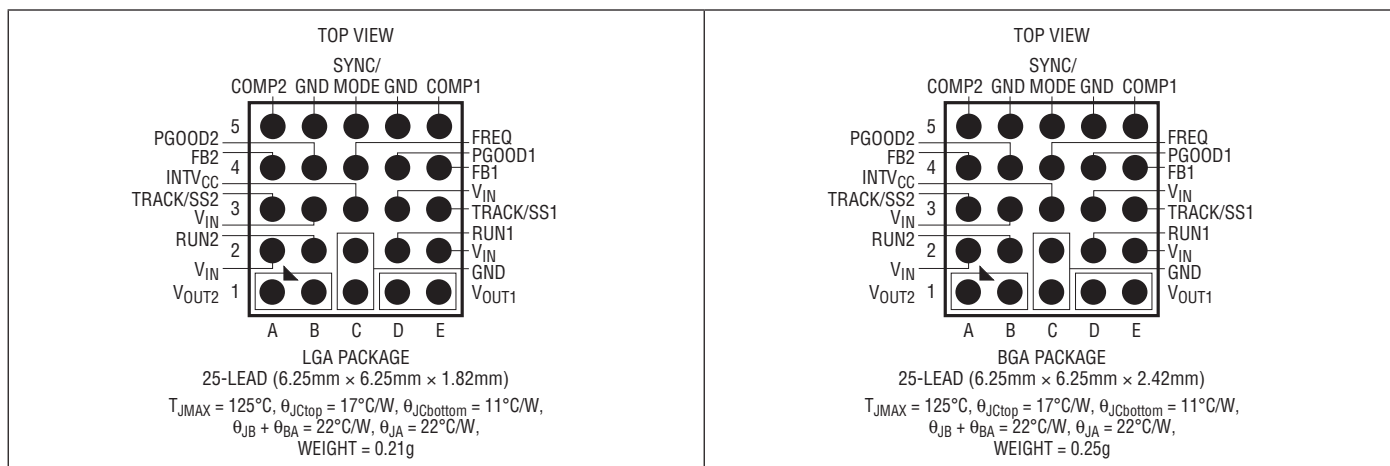 TOP VIEW
SYNC/
COMP2 GND MODE GND COMP1
5
PGOOD2
FREQ
FB2
PGOOD1
4
FB1
INTVCC
VIN
TRACK/SS2
3
TRACK/SS1
VIN
RUN2
RUN1
2
VIN
VIN
GND
VOUT2 1
VOUT1
A B C D E
LGA PACKAGE
25-LEAD (6.25mm × 6.25mm × 1.82mm)
TJMAX = 125°C, θJCtop = 17°C/W, θJCbottom = 11°C/W,
θJB + θBA = 22°C/W, θJA = 22°C/W,
WEIGHT = 0.21g
TOP VIEW
SYNC/
COMP2 GND MODE GND COMP1
5
PGOOD2
FREQ
FB2
PGOOD1
4
FB1
INTVCC
VIN
TRACK/SS2
3
TRACK/SS1
VIN
RUN2
RUN1
2
VIN
VIN
GND
VOUT2 1
VOUT1
A B C D E
BGA PACKAGE
25-LEAD (6.25mm × 6.25mm × 2.42mm)
TJMAX = 125°C, θJCtop = 17°C/W, θJCbottom = 11°C/W,
θJB + θBA = 22°C/W, θJA = 22°C/W,
WEIGHT = 0.25g